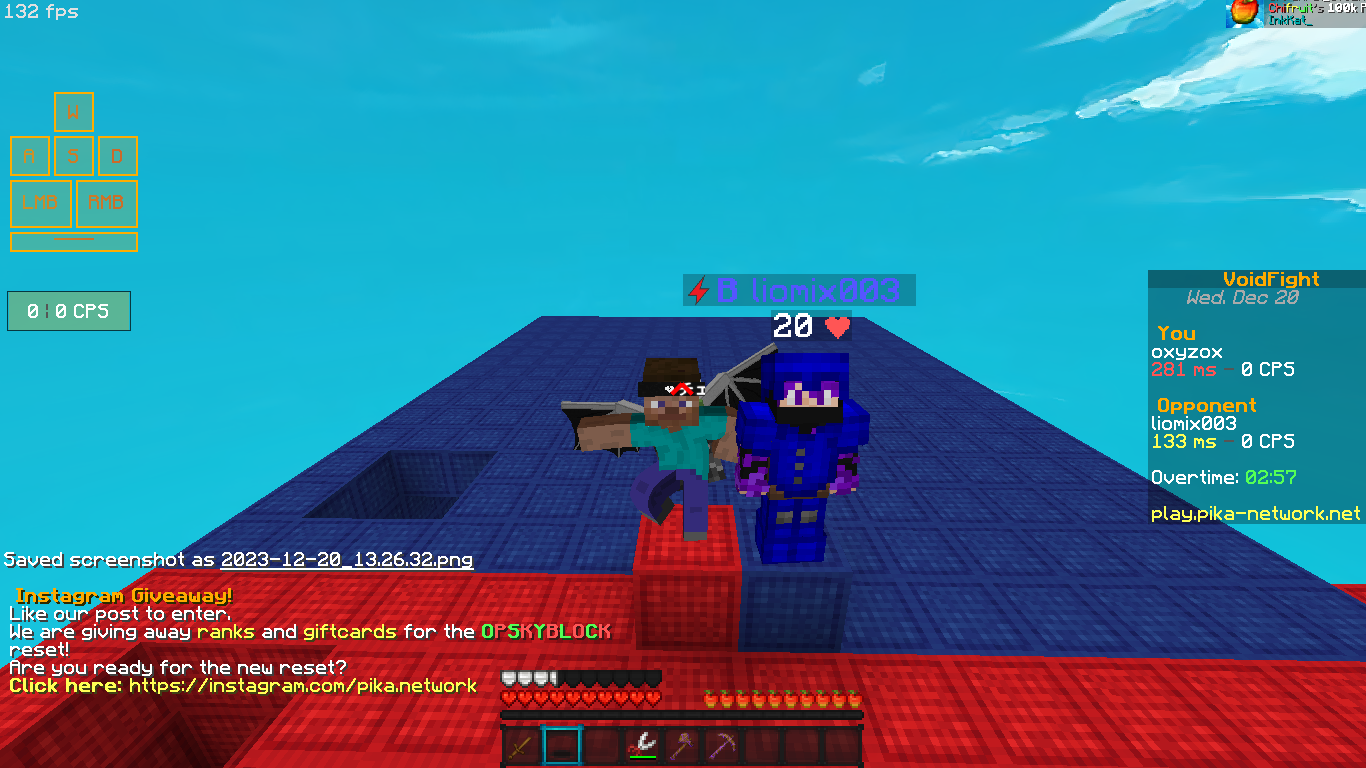 132 fps
Chifruit's 190k
InkKat_
W
A S D
LMB RMB
0 | 0 CPS
B liomix003
20
VoidFight
Wed. Dec 20
You
oxyzox
281 ms - 0 CPS
Opponent
liomix003
133 ms - 0 CPS
Overtime: 02:57
play.pika-network.net
Saved screenshot as 2023-12-20_13.26.32.png
Instagram Giveaway!
Like our post to enter.
We are giving away ranks and giftcards for the OPSKYBLOCK
reset!
Are you ready for the new reset?
Click here: https://instagram.com/pika.network